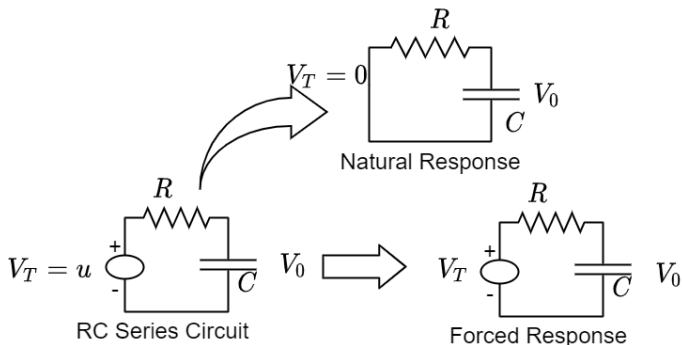 R
V_T = 0
V_0
C
Natural Response
R
+
V_T = u
-
C
V_0
RC Series Circuit
R
+
V_T
-
C
V_0
Forced Response